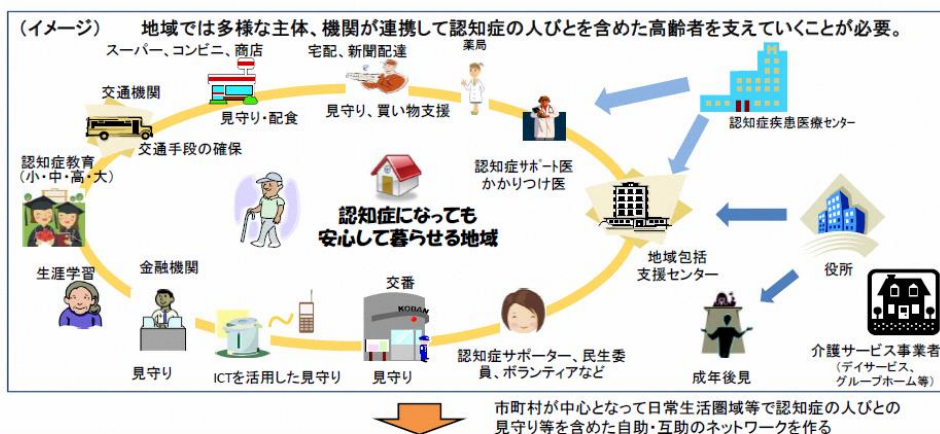 (イメージ) 地域では多様な主体、機関が連携して認知症の人びとを含めた高齢者を支えていくことが必要。
スーパー、コンビニ、商店
宅配、新聞配達
薬局
交通機関
見守り・配食
見守り、買い物支援
認知症疾患医療センター
交通手段の確保
認知症教育
(小・中・高・大)
認知症サポート医
かかりつけ医
認知症になっても
安心して暮らせる地域
地域包括
支援センター
役所
生涯学習
金融機関
交番
KOBAN
見守り
ICTを活用した見守り
見守り
認知症サポーター、民生委
員、ボランティアなど
成年後見
介護サービス事業者
(デイサービス、
グループホーム等)
市町村が中心となって日常生活圏域等で認知症の人びとの
見守り等を含めた自助・互助のネットワークを作る